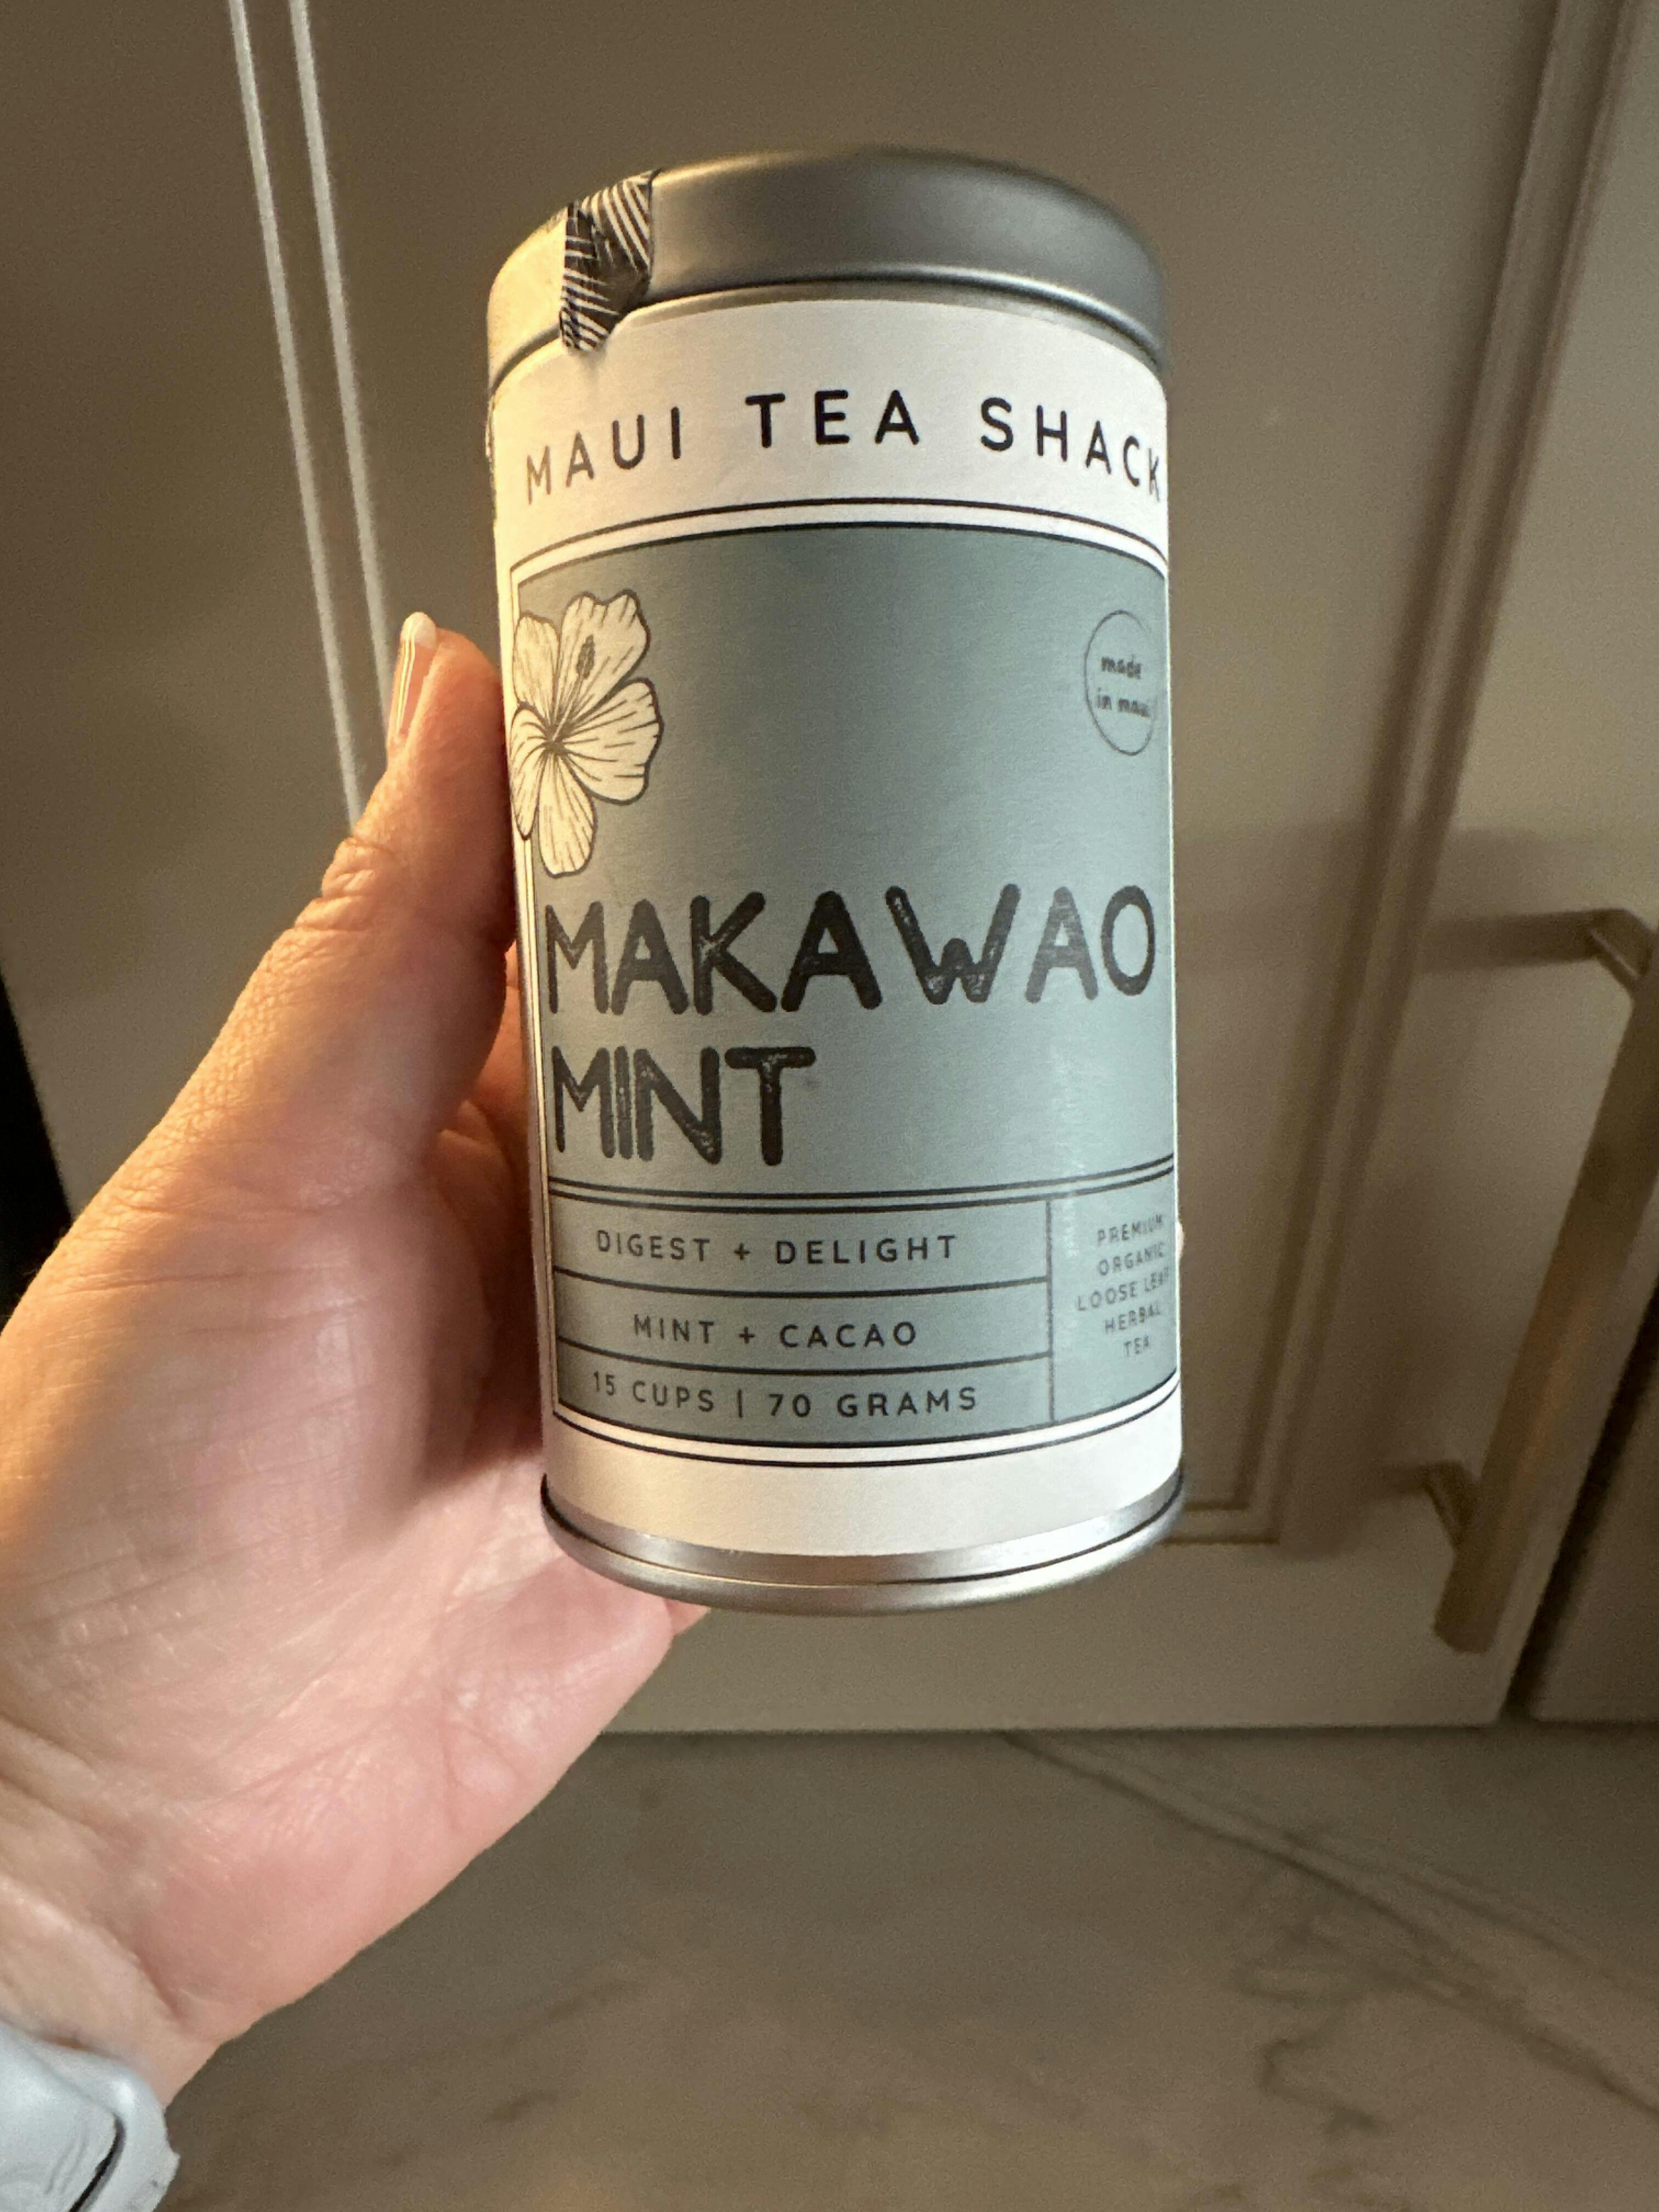 MAUI TEA SHACK
made
in maui
MAKAWAO
MINT
DIGEST + DELIGHT
MINT + CACAO
15 CUPS | 70 GRAMS
PREMIUM
ORGANIC
LOOSE LEAF
HERBAL
TEA